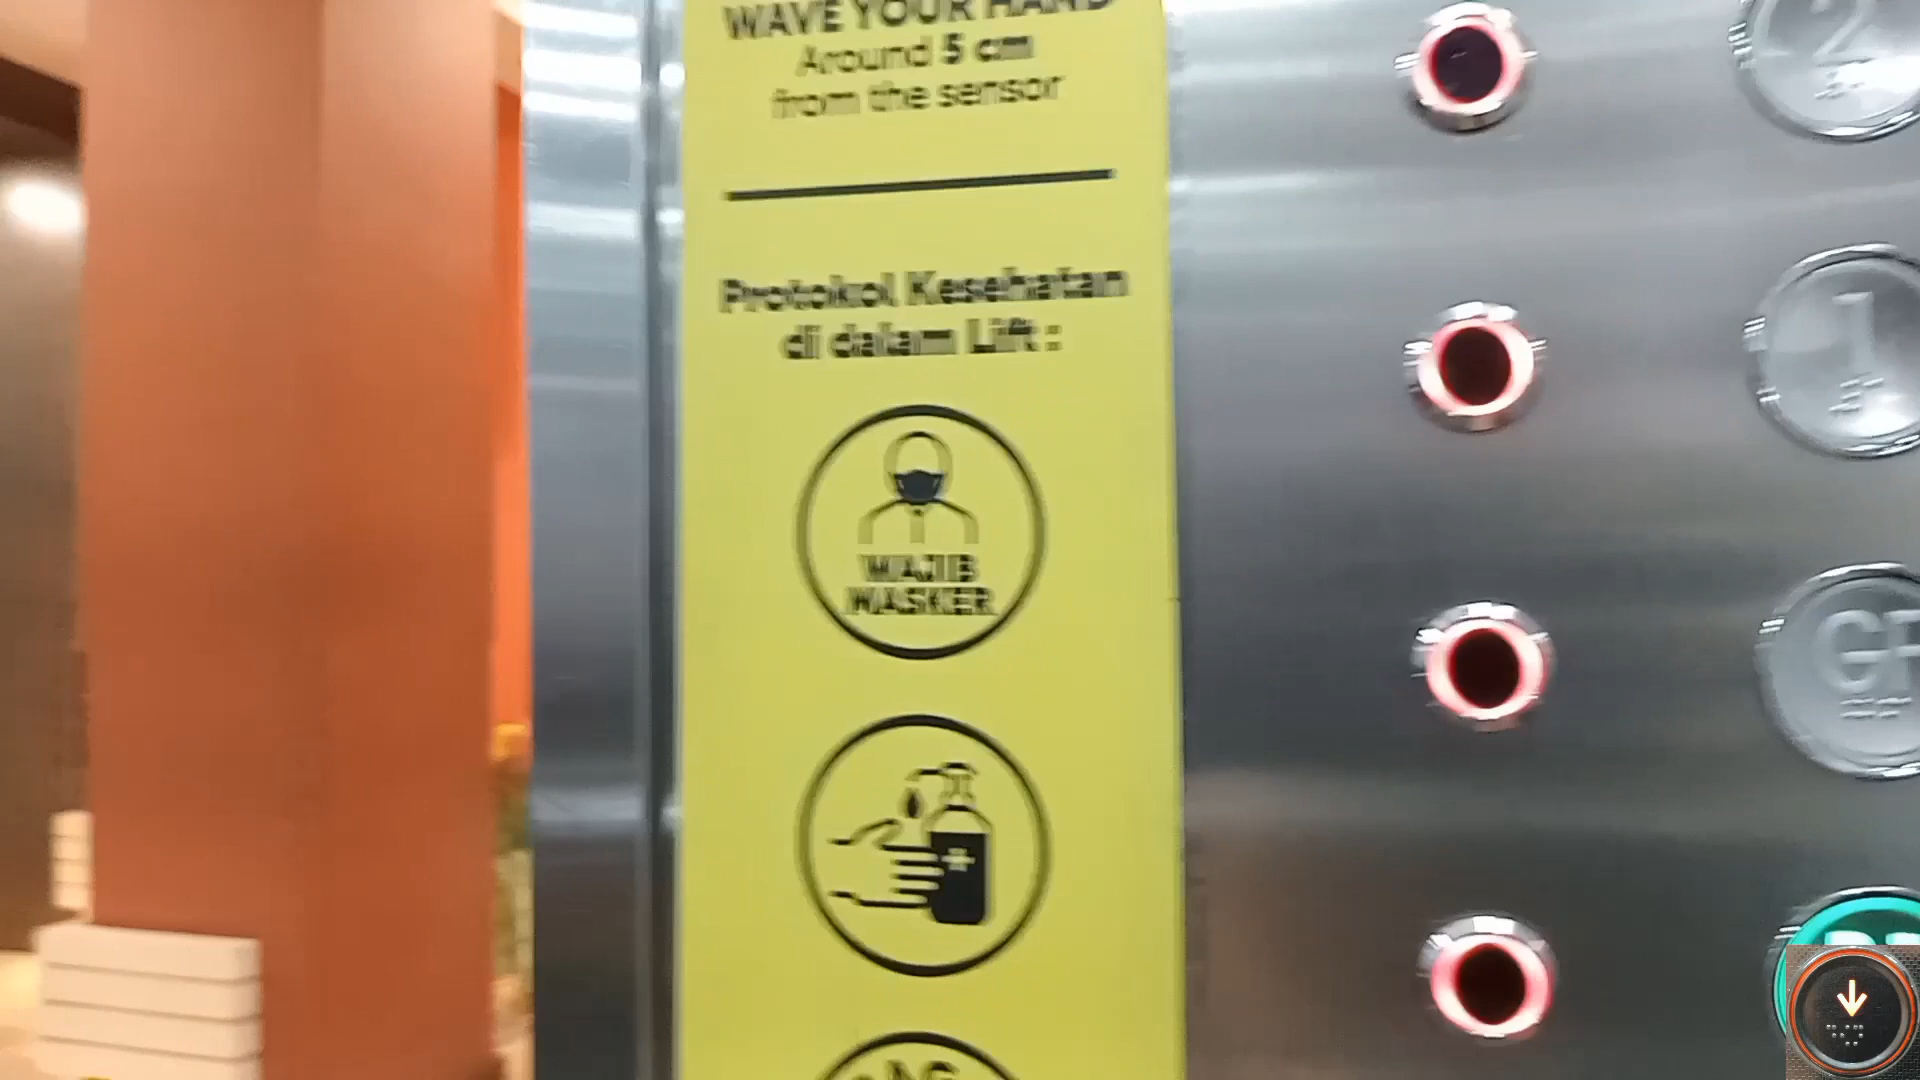 WAVE YOUR HAND
Around 5 cm
from the sensor
Protokol Kesehatan
di dalam Lift :
WAJIB
MASKER
2
1
GF